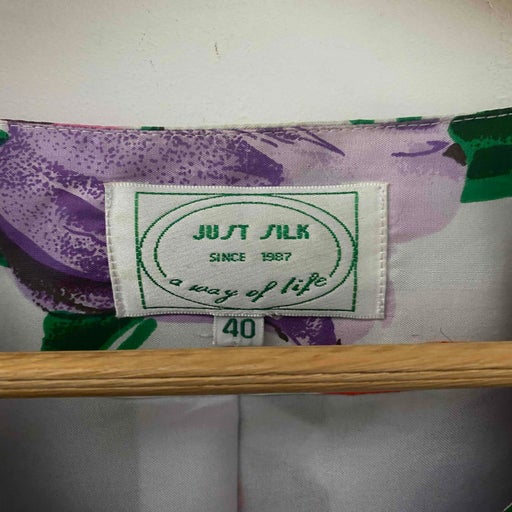 JUST SILK
SINCE 1987
a way of life
40